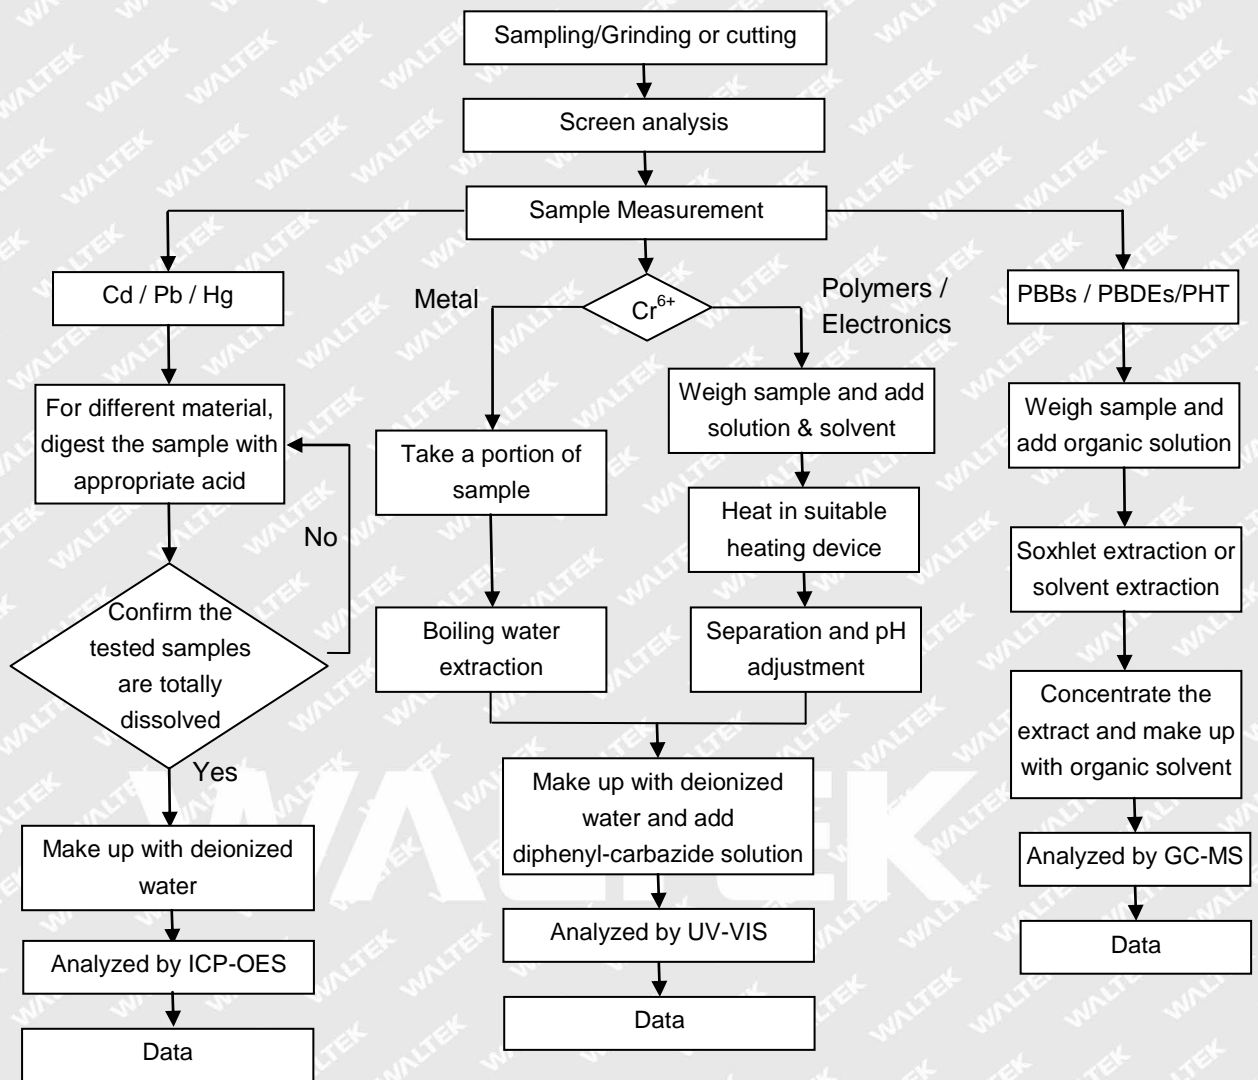 Sampling/Grinding or cutting
Screen analysis
Sample Measurement
Cd / Pb / Hg
For different material,
digest the sample with
appropriate acid
No
Confirm the
tested samples
are totally
dissolved
Yes
Make up with deionized
water
Analyzed by ICP-OES
Data
Cr6+
Metal
Take a portion of
sample
Boiling water
extraction
Polymers /
Electronics
Weigh sample and add
solution & solvent
Heat in suitable
heating device
Separation and pH
adjustment
Make up with deionized
water and add
diphenyl-carbazide solution
Analyzed by UV-VIS
Data
PBBs / PBDEs/PHT
Weigh sample and
add organic solution
Soxhlet extraction or
solvent extraction
Concentrate the
extract and make up
with organic solvent
Analyzed by GC-MS
Data
WALTEK